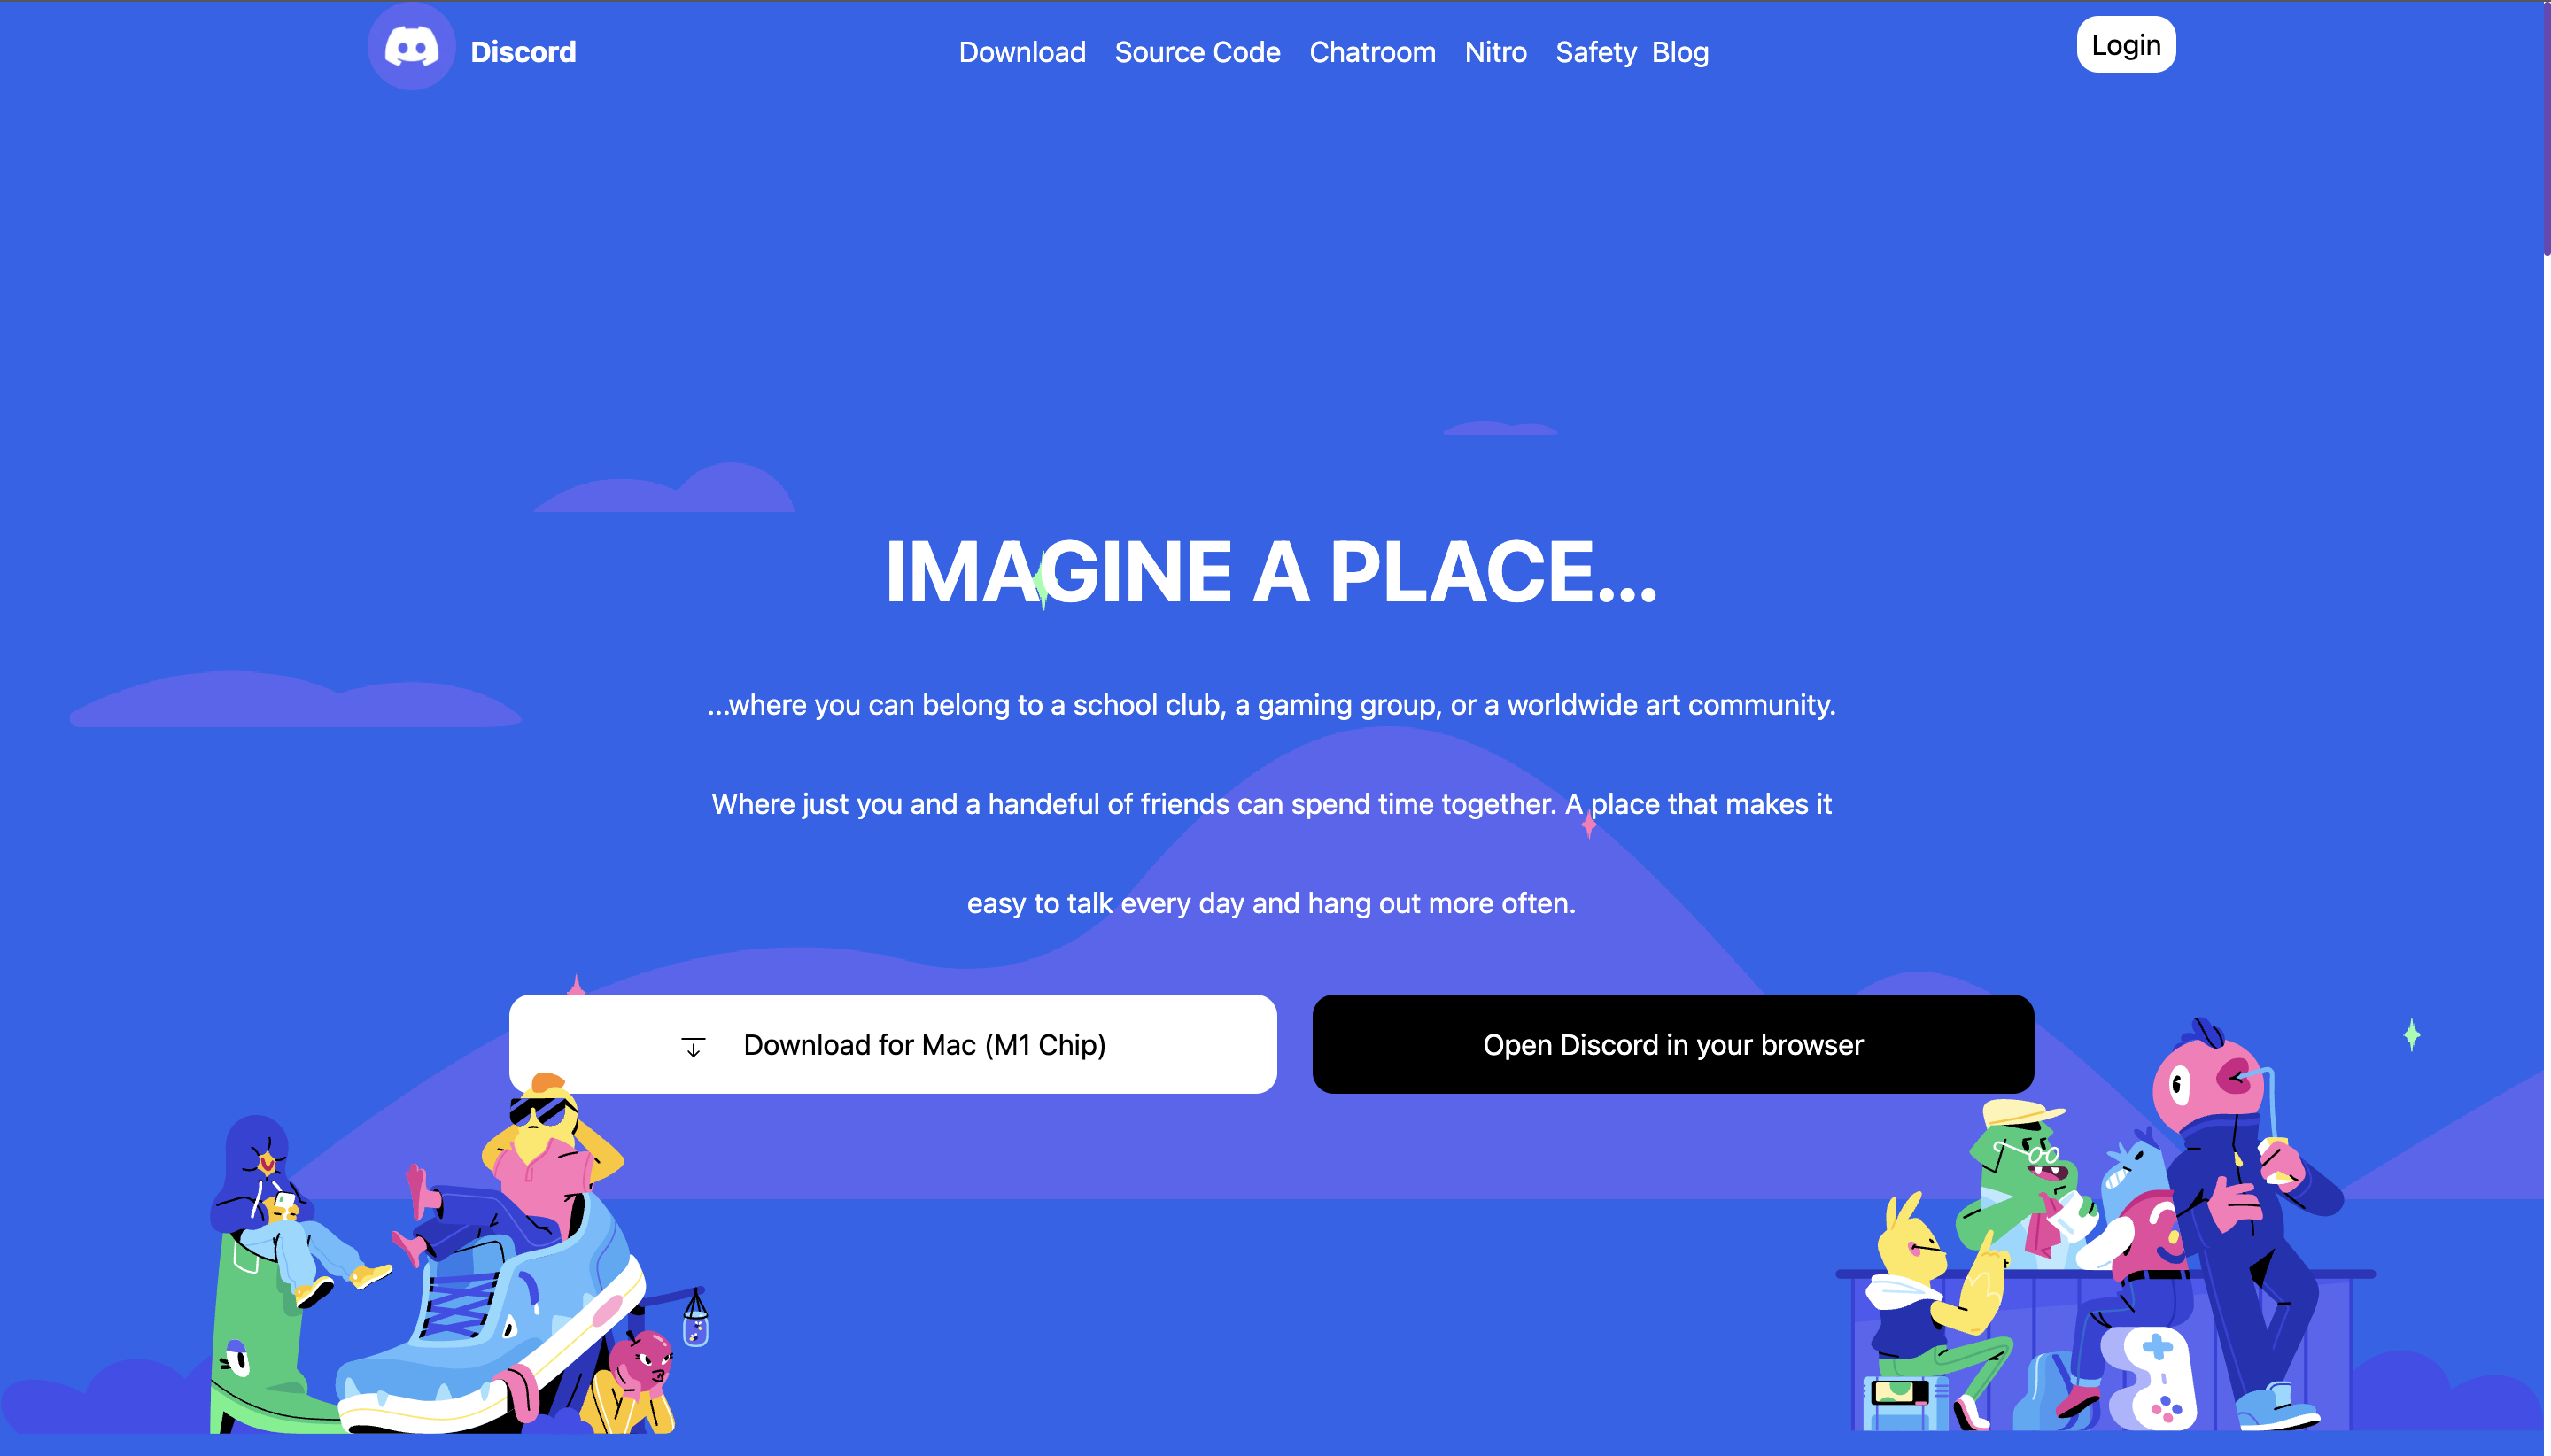 Discord
Download Source Code Chatroom Nitro Safety Blog
Login
IMAGINE A PLACE...
...where you can belong to a school club, a gaming group, or a worldwide art community.
Where just you and a handeful of friends can spend time together. A place that makes it
easy to talk every day and hang out more often.
Download for Mac (M1 Chip)
Open Discord in your browser